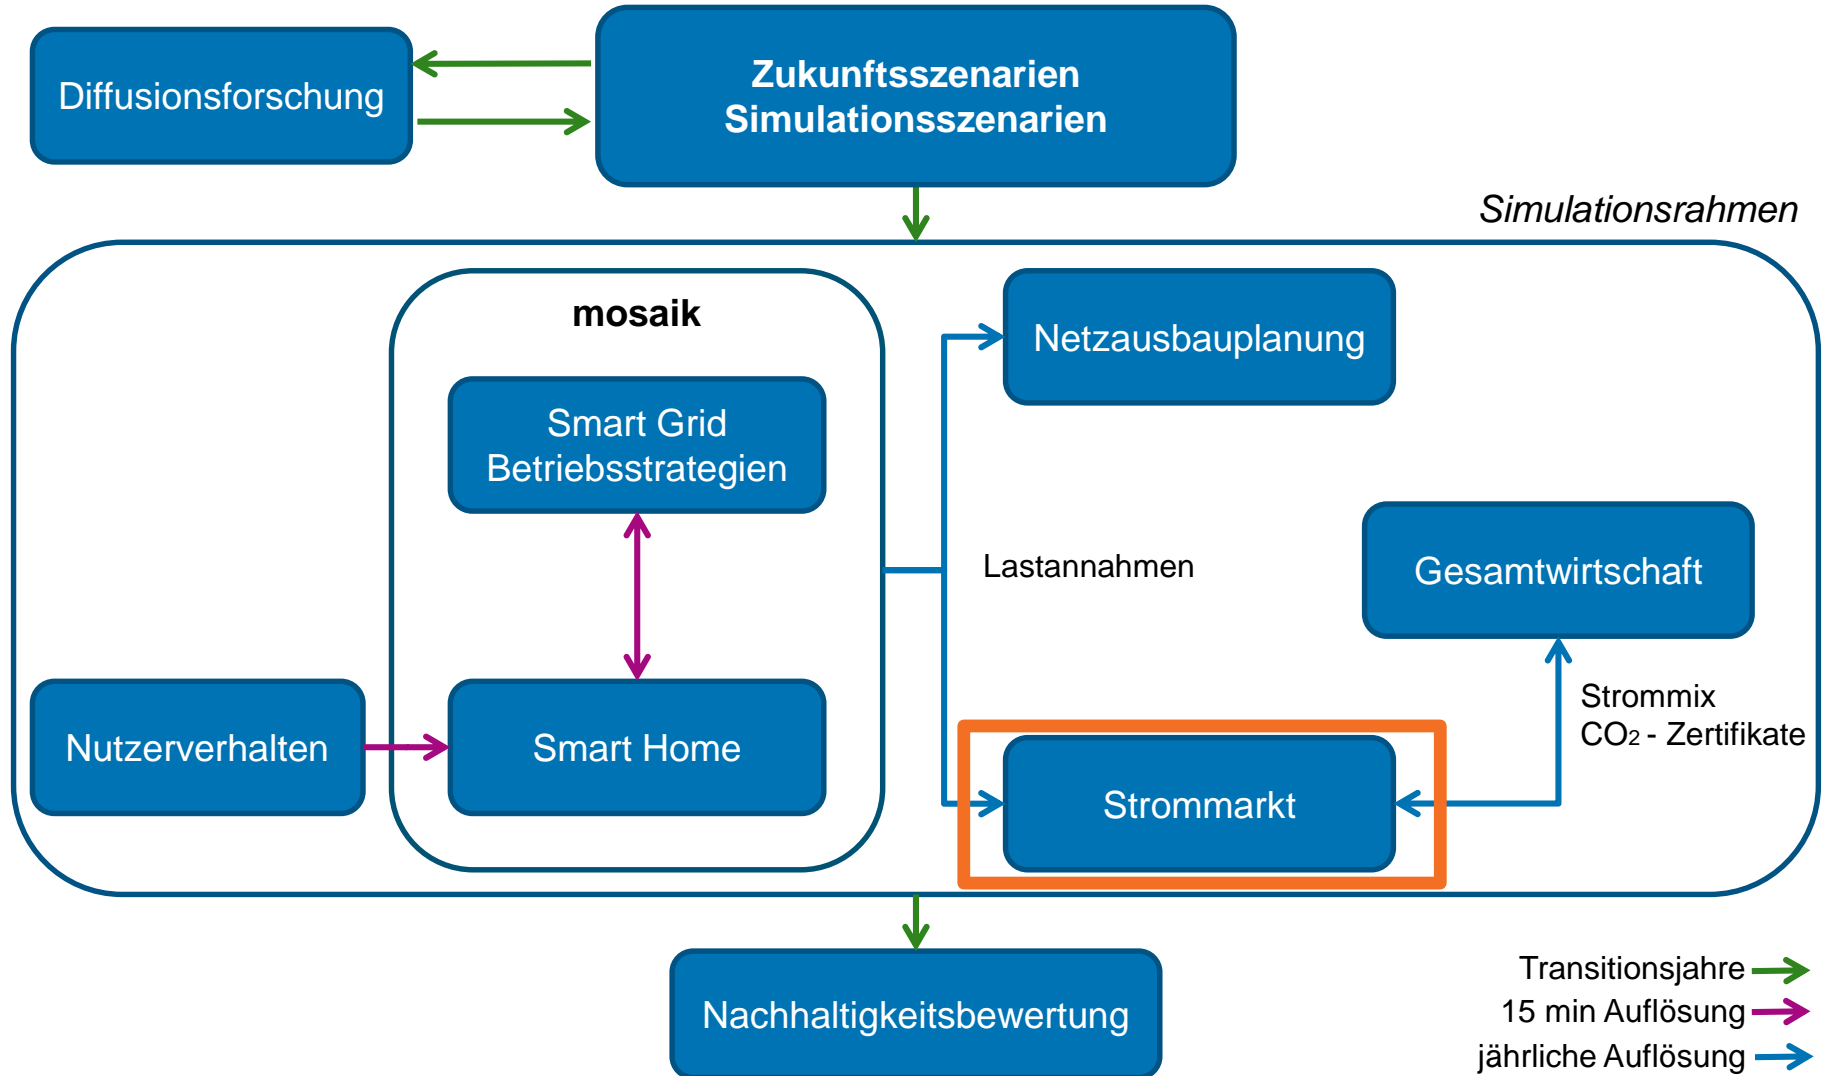 Diffusionsforschung
Zukunftsszenarien
Simulationsszenarien
Simulationsrahmen
mosaik
Netzausbauplanung
Smart Grid
Betriebsstrategien
Lastannahmen
Gesamtwirtschaft
Strommix
CO2 - Zertifikate
Nutzerverhalten
Smart Home
Strommarkt
Nachhaltigkeitsbewertung
Transitionsjahre
15 min Auflösung
jährliche Auflösung